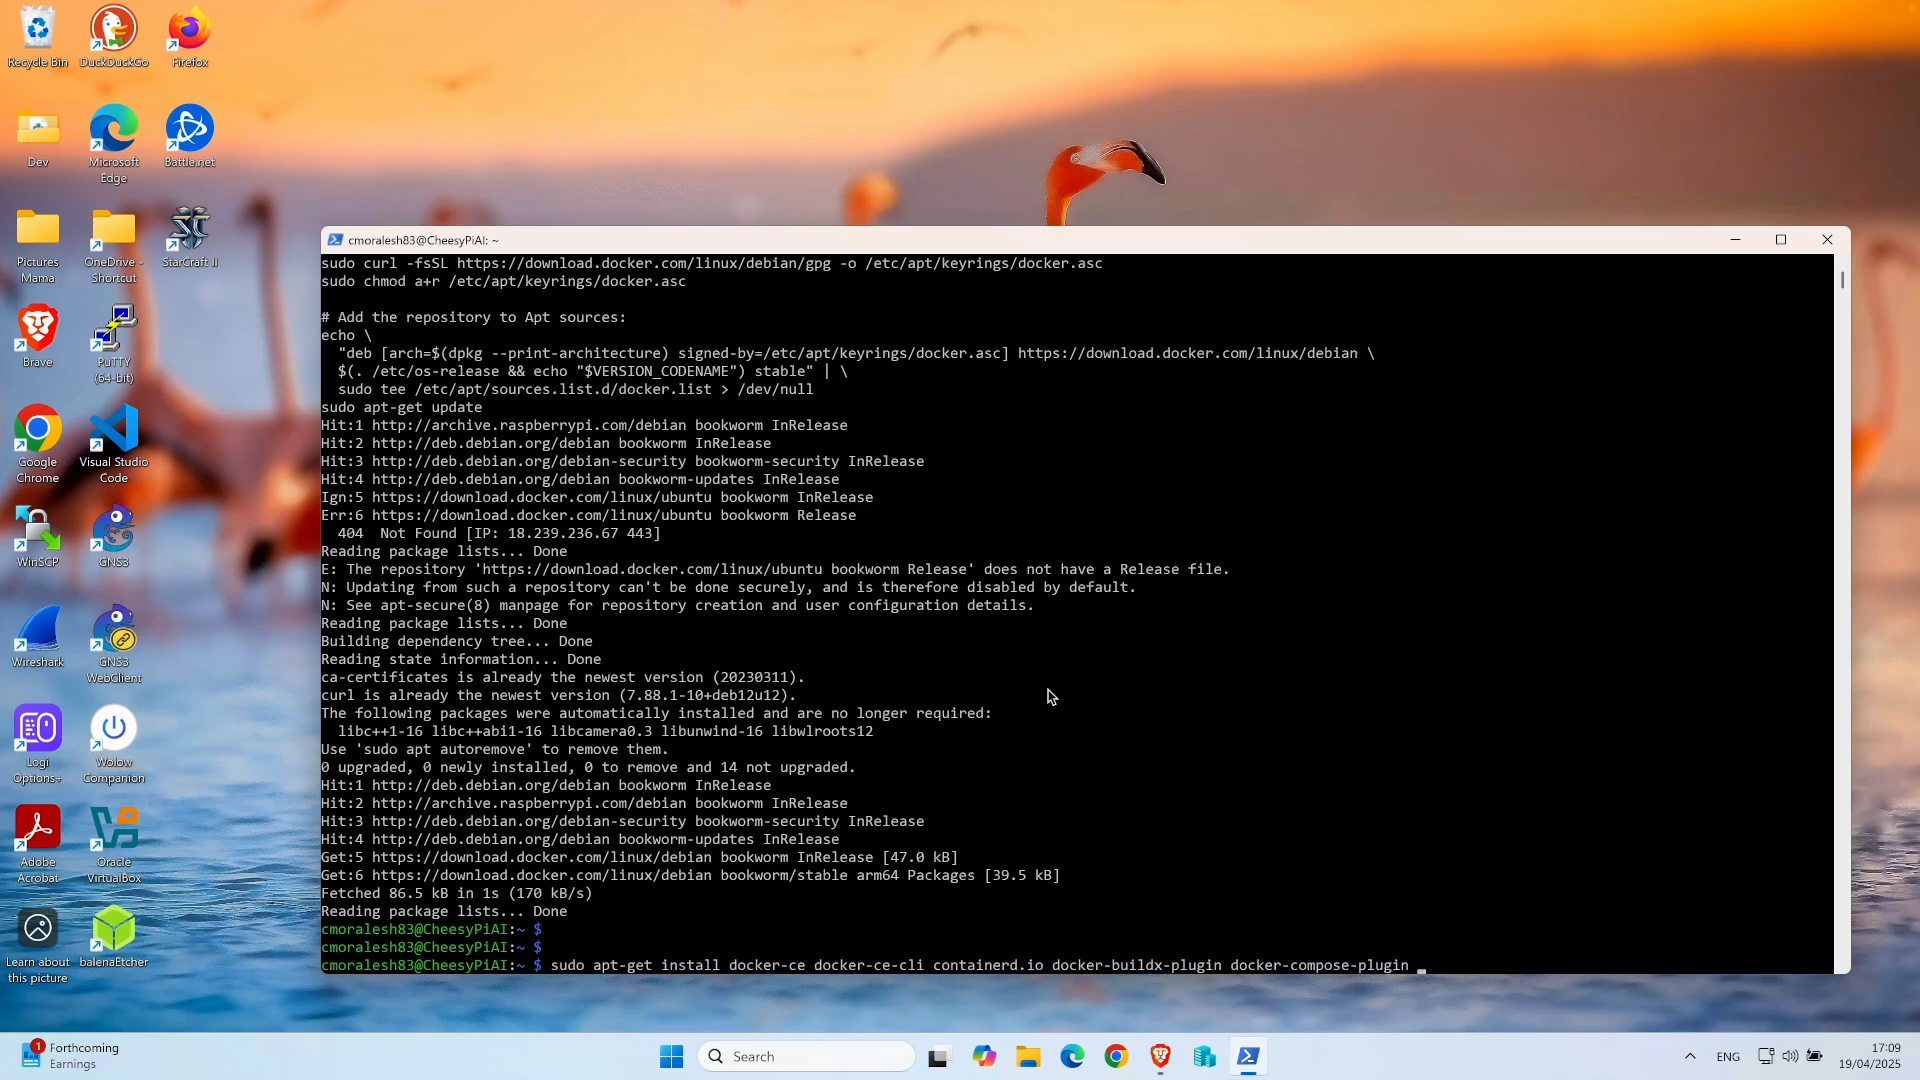 Recycle Bin
DuckDuckGo
Firefox
Dev
Microsoft
Edge
Battle.net
Pictures
Mama
OneDrive -
Shortcut
StarCraft II
Brave
PuTTY
(64-bit)
Google
Chrome
Visual Studio
Code
WinSCP
GNS3
Wireshark
GNS3
WebClient
Logi
Options+
Wolow
Companion
Adobe
Acrobat
Oracle
VirtualBox
Learn about
this picture
balenaEtcher
cmoralesh83@CheesyPiAI: ~
sudo curl -fsSL https://download.docker.com/linux/debian/gpg -o /etc/apt/keyrings/docker.asc
sudo chmod a+r /etc/apt/keyrings/docker.asc
# Add the repository to Apt sources:
echo \
"deb [arch=$(dpkg --print-architecture) signed-by=/etc/apt/keyrings/docker.asc] https://download.docker.com/linux/debian \
$(. /etc/os-release && echo "$VERSION_CODENAME") stable" | \
sudo tee /etc/apt/sources.list.d/docker.list > /dev/null
sudo apt-get update
Hit:1 http://archive.raspberrypi.com/debian bookworm InRelease
Hit:2 http://deb.debian.org/debian bookworm InRelease
Hit:3 http://deb.debian.org/debian-security bookworm-security InRelease
Hit:4 http://deb.debian.org/debian bookworm-updates InRelease
Ign:5 https://download.docker.com/linux/ubuntu bookworm InRelease
Err:6 https://download.docker.com/linux/ubuntu bookworm Release
404  Not Found [IP: 18.239.236.67 443]
Reading package lists... Done
E: The repository 'https://download.docker.com/linux/ubuntu bookworm Release' does not have a Release file.
N: Updating from such a repository can't be done securely, and is therefore disabled by default.
N: See apt-secure(8) manpage for repository creation and user configuration details.
Reading package lists... Done
Building dependency tree... Done
Reading state information... Done
ca-certificates is already the newest version (20230311).
curl is already the newest version (7.88.1-10+deb12u12).
The following packages were automatically installed and are no longer required:
libc++1-16 libc++abi1-16 libcamera0.3 libunwind-16 libwlroots12
Use 'sudo apt autoremove' to remove them.
0 upgraded, 0 newly installed, 0 to remove and 14 not upgraded.
Hit:1 http://deb.debian.org/debian bookworm InRelease
Hit:2 http://archive.raspberrypi.com/debian bookworm InRelease
Hit:3 http://deb.debian.org/debian-security bookworm-security InRelease
Hit:4 http://deb.debian.org/debian bookworm-updates InRelease
Get:5 https://download.docker.com/linux/debian bookworm InRelease [47.0 kB]
Get:6 https://download.docker.com/linux/debian bookworm/stable arm64 Packages [39.5 kB]
Fetched 86.5 kB in 1s (170 kB/s)
Reading package lists... Done
cmoralesh83@CheesyPiAI:~ $
cmoralesh83@CheesyPiAI:~ $
cmoralesh83@CheesyPiAI:~ $ sudo apt-get install docker-ce docker-ce-cli containerd.io docker-buildx-plugin docker-compose-plugin
1
Forthcoming
Earnings
Search
ENG
17:09
19/04/2025